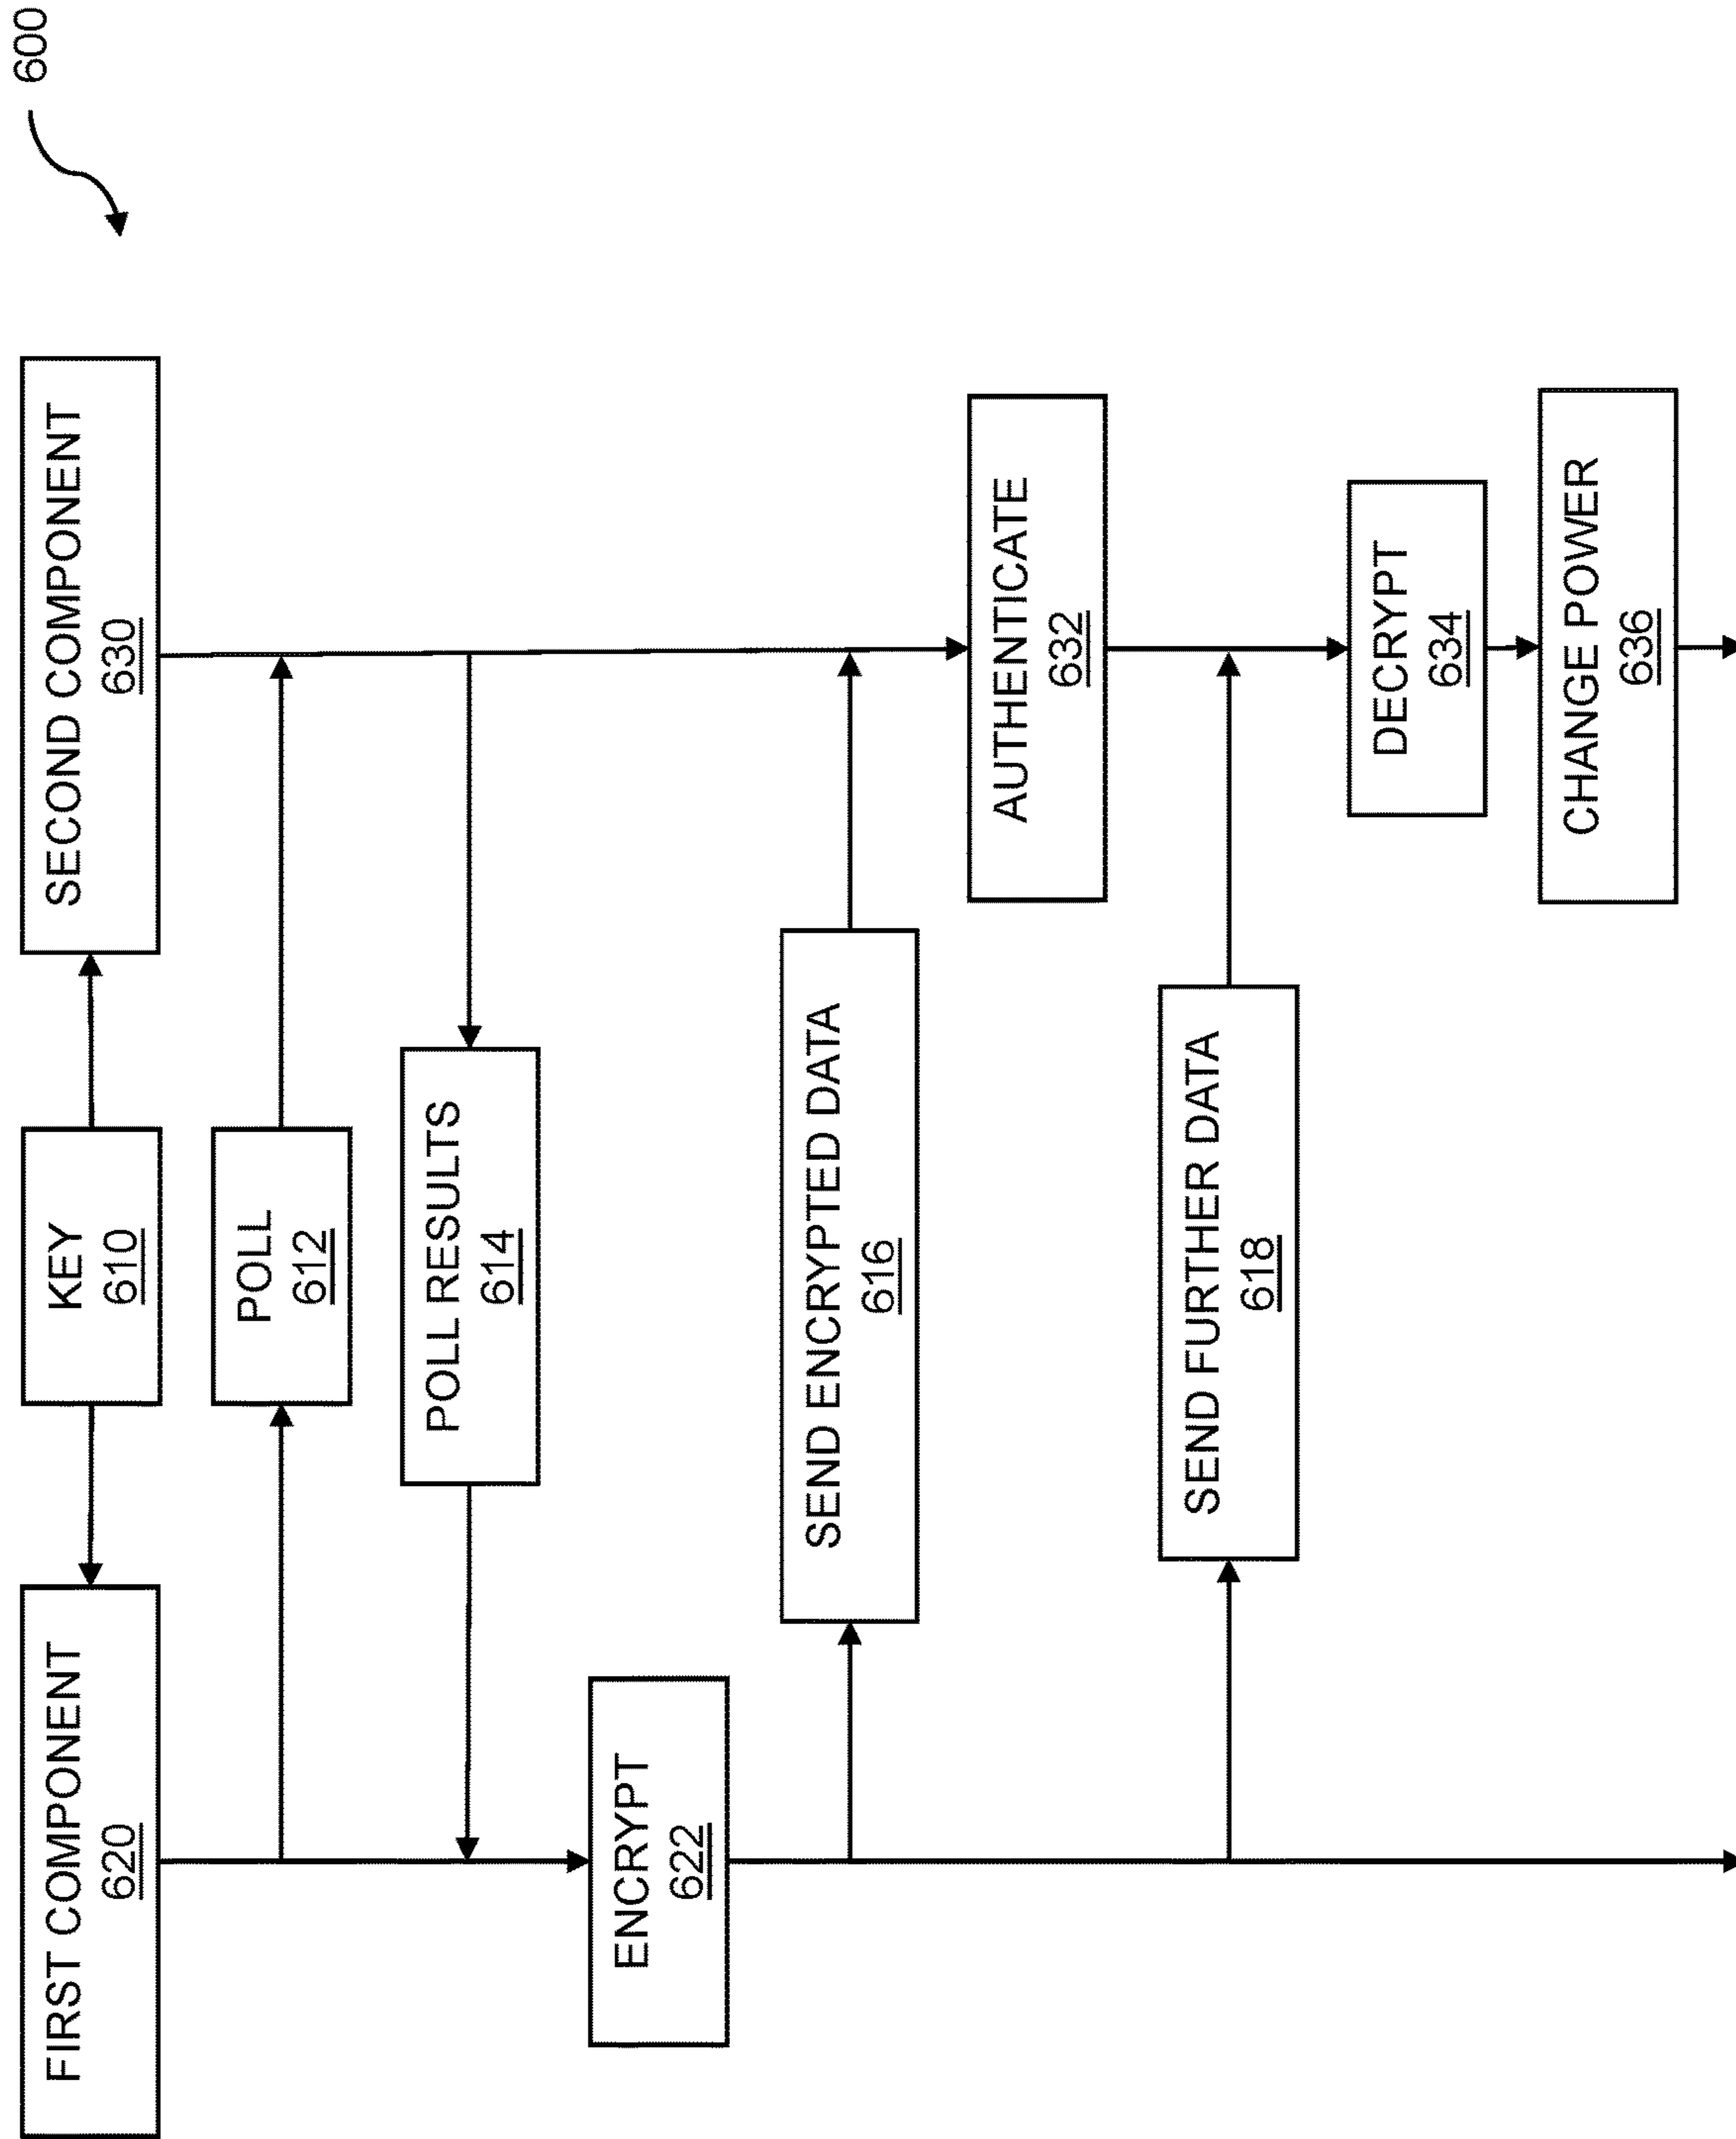 600
FIRST COMPONENT
620
KEY
610
SECOND COMPONENT
630
POLL
612
POLL RESULTS
614
ENCRYPT
622
SEND ENCRYPTED DATA
616
AUTHENTICATE
632
SEND FURTHER DATA
618
DECRYPT
634
CHANGE POWER
636